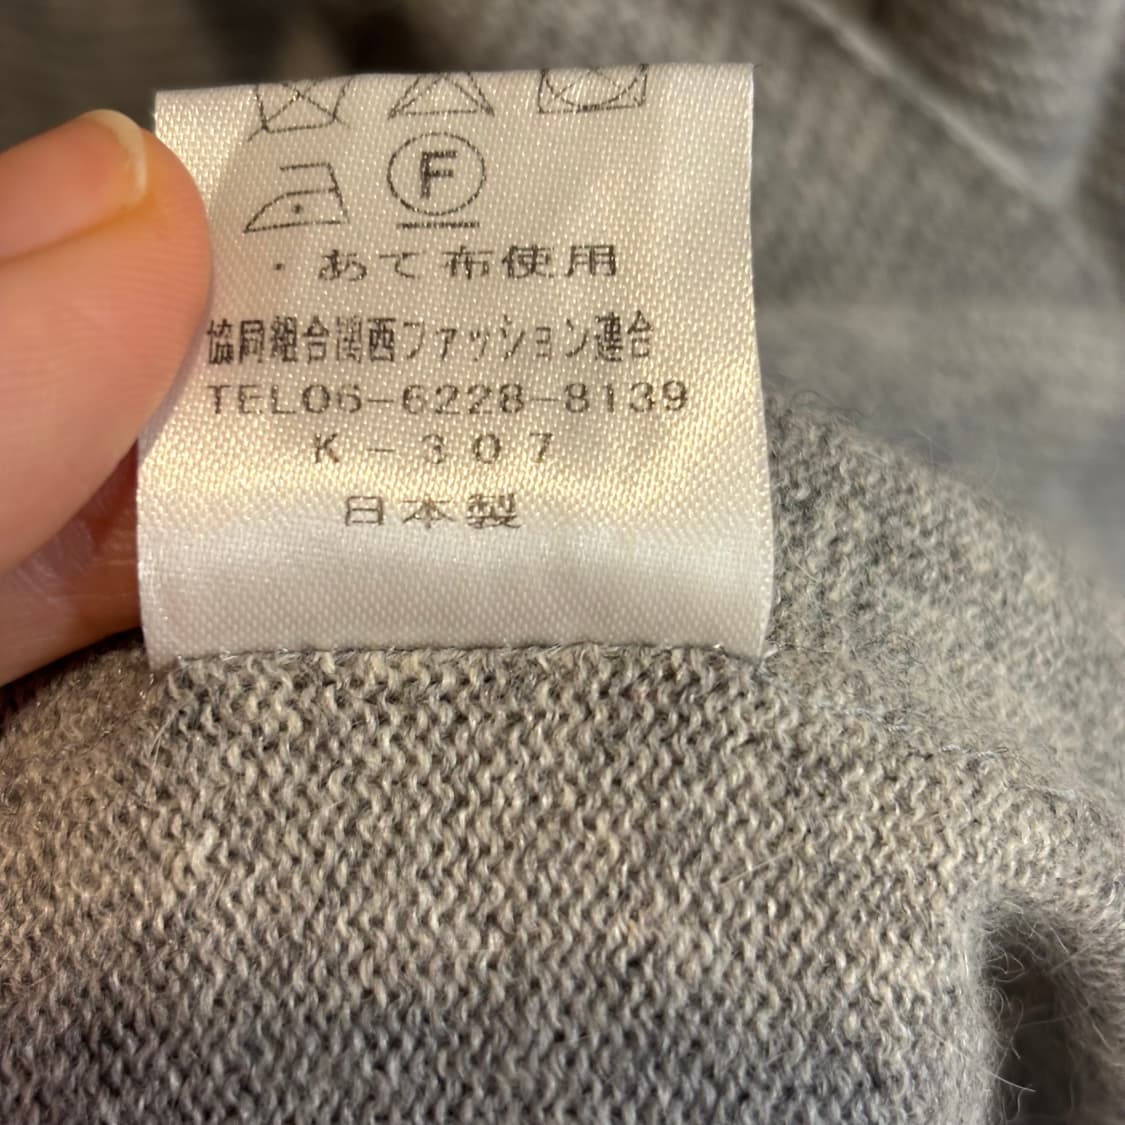 F
・あて布使用
協同組合関西ファッション連合
TEL06-6228-8139
K-307
日本製